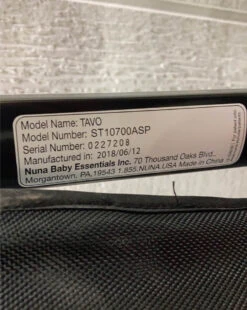 Model Name: TAVO
Model Number: ST10700ASP
Serial Number: 0227208
Manufactured in: 2018/06/12
Nuna Baby Essentials Inc. 70 Thousand Oaks Blvd.,
Morgantown, PA,19543 1.855.NUNA.USA Made in China